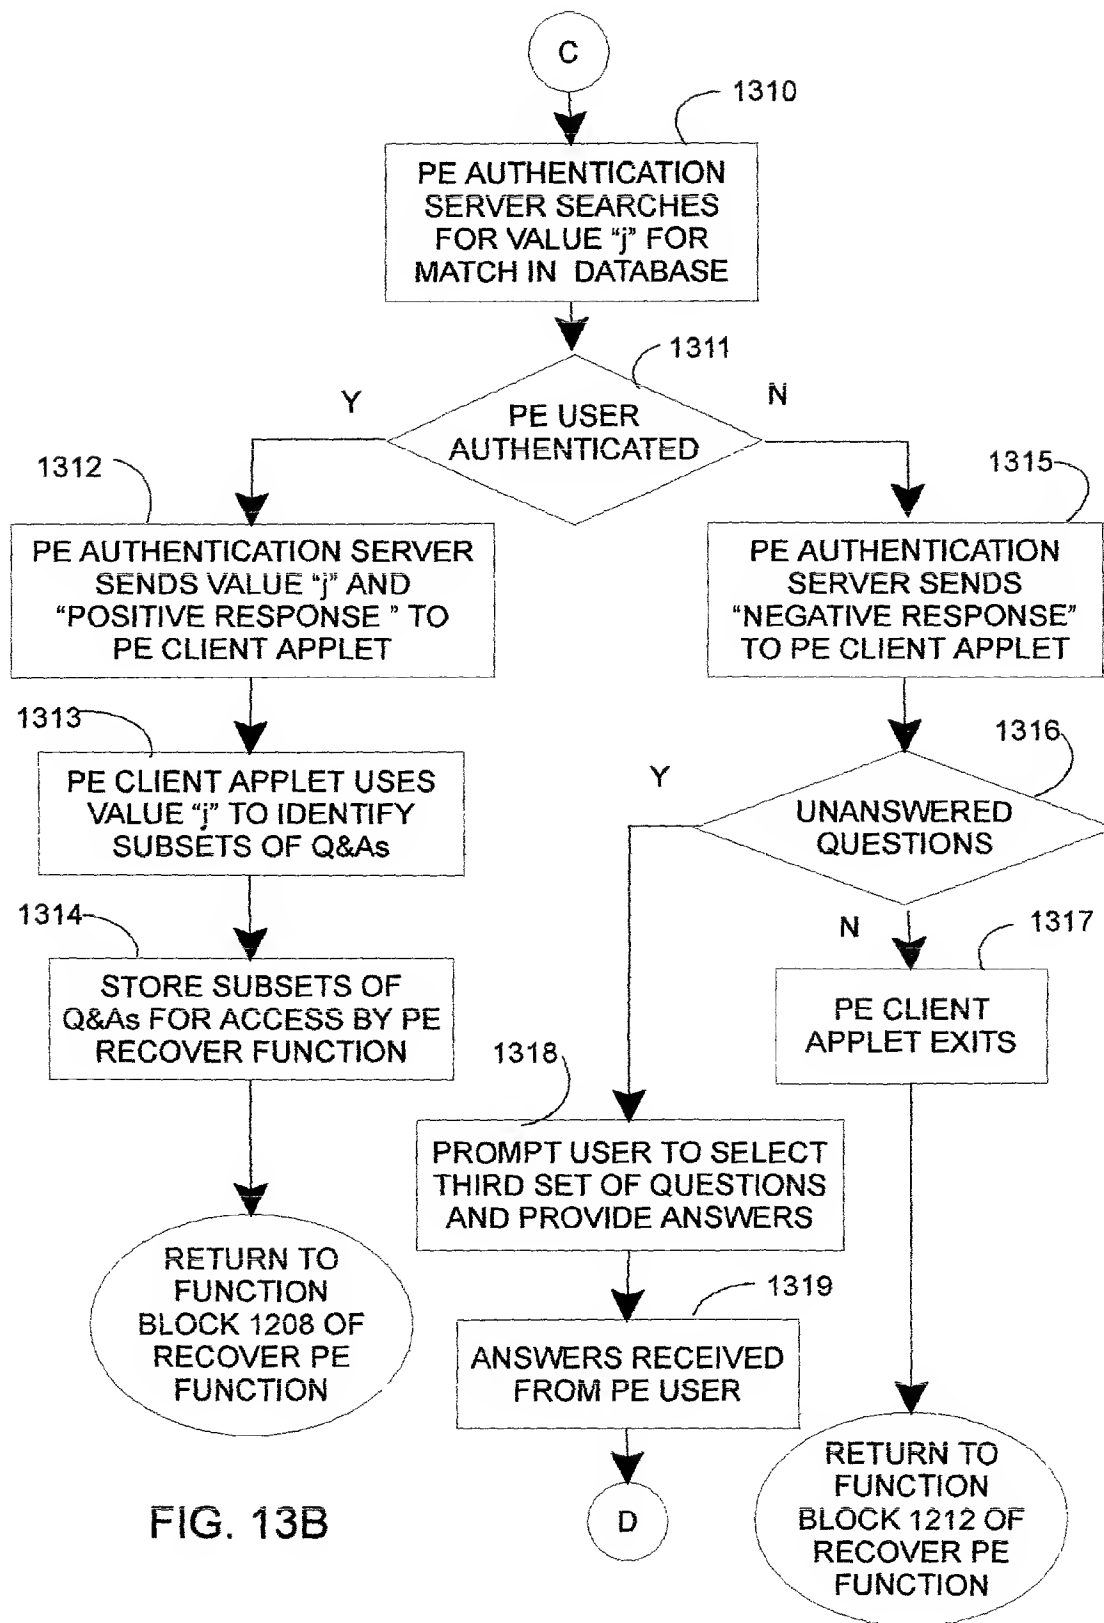 C
1310
PE AUTHENTICATION
SERVER SEARCHES
FOR VALUE “j” FOR
MATCH IN DATABASE
1311
Y
N
PE USER
AUTHENTICATED
1312
PE AUTHENTICATION SERVER
SENDS VALUE “j” AND
“POSITIVE RESPONSE ” TO
PE CLIENT APPLET
1315
PE AUTHENTICATION
SERVER SENDS
“NEGATIVE RESPONSE”
TO PE CLIENT APPLET
1313
PE CLIENT APPLET USES
VALUE “j” TO IDENTIFY
SUBSETS OF Q&As
1316
Y
UNANSWERED
QUESTIONS
N
1314
STORE SUBSETS OF
Q&As FOR ACCESS BY PE
RECOVER FUNCTION
1317
PE CLIENT
APPLET EXITS
1318
PROMPT USER TO SELECT
THIRD SET OF QUESTIONS
AND PROVIDE ANSWERS
RETURN TO
FUNCTION
BLOCK 1208 OF
RECOVER PE
FUNCTION
1319
ANSWERS RECEIVED
FROM PE USER
D
RETURN TO
FUNCTION
BLOCK 1212 OF
RECOVER PE
FUNCTION
FIG. 13B